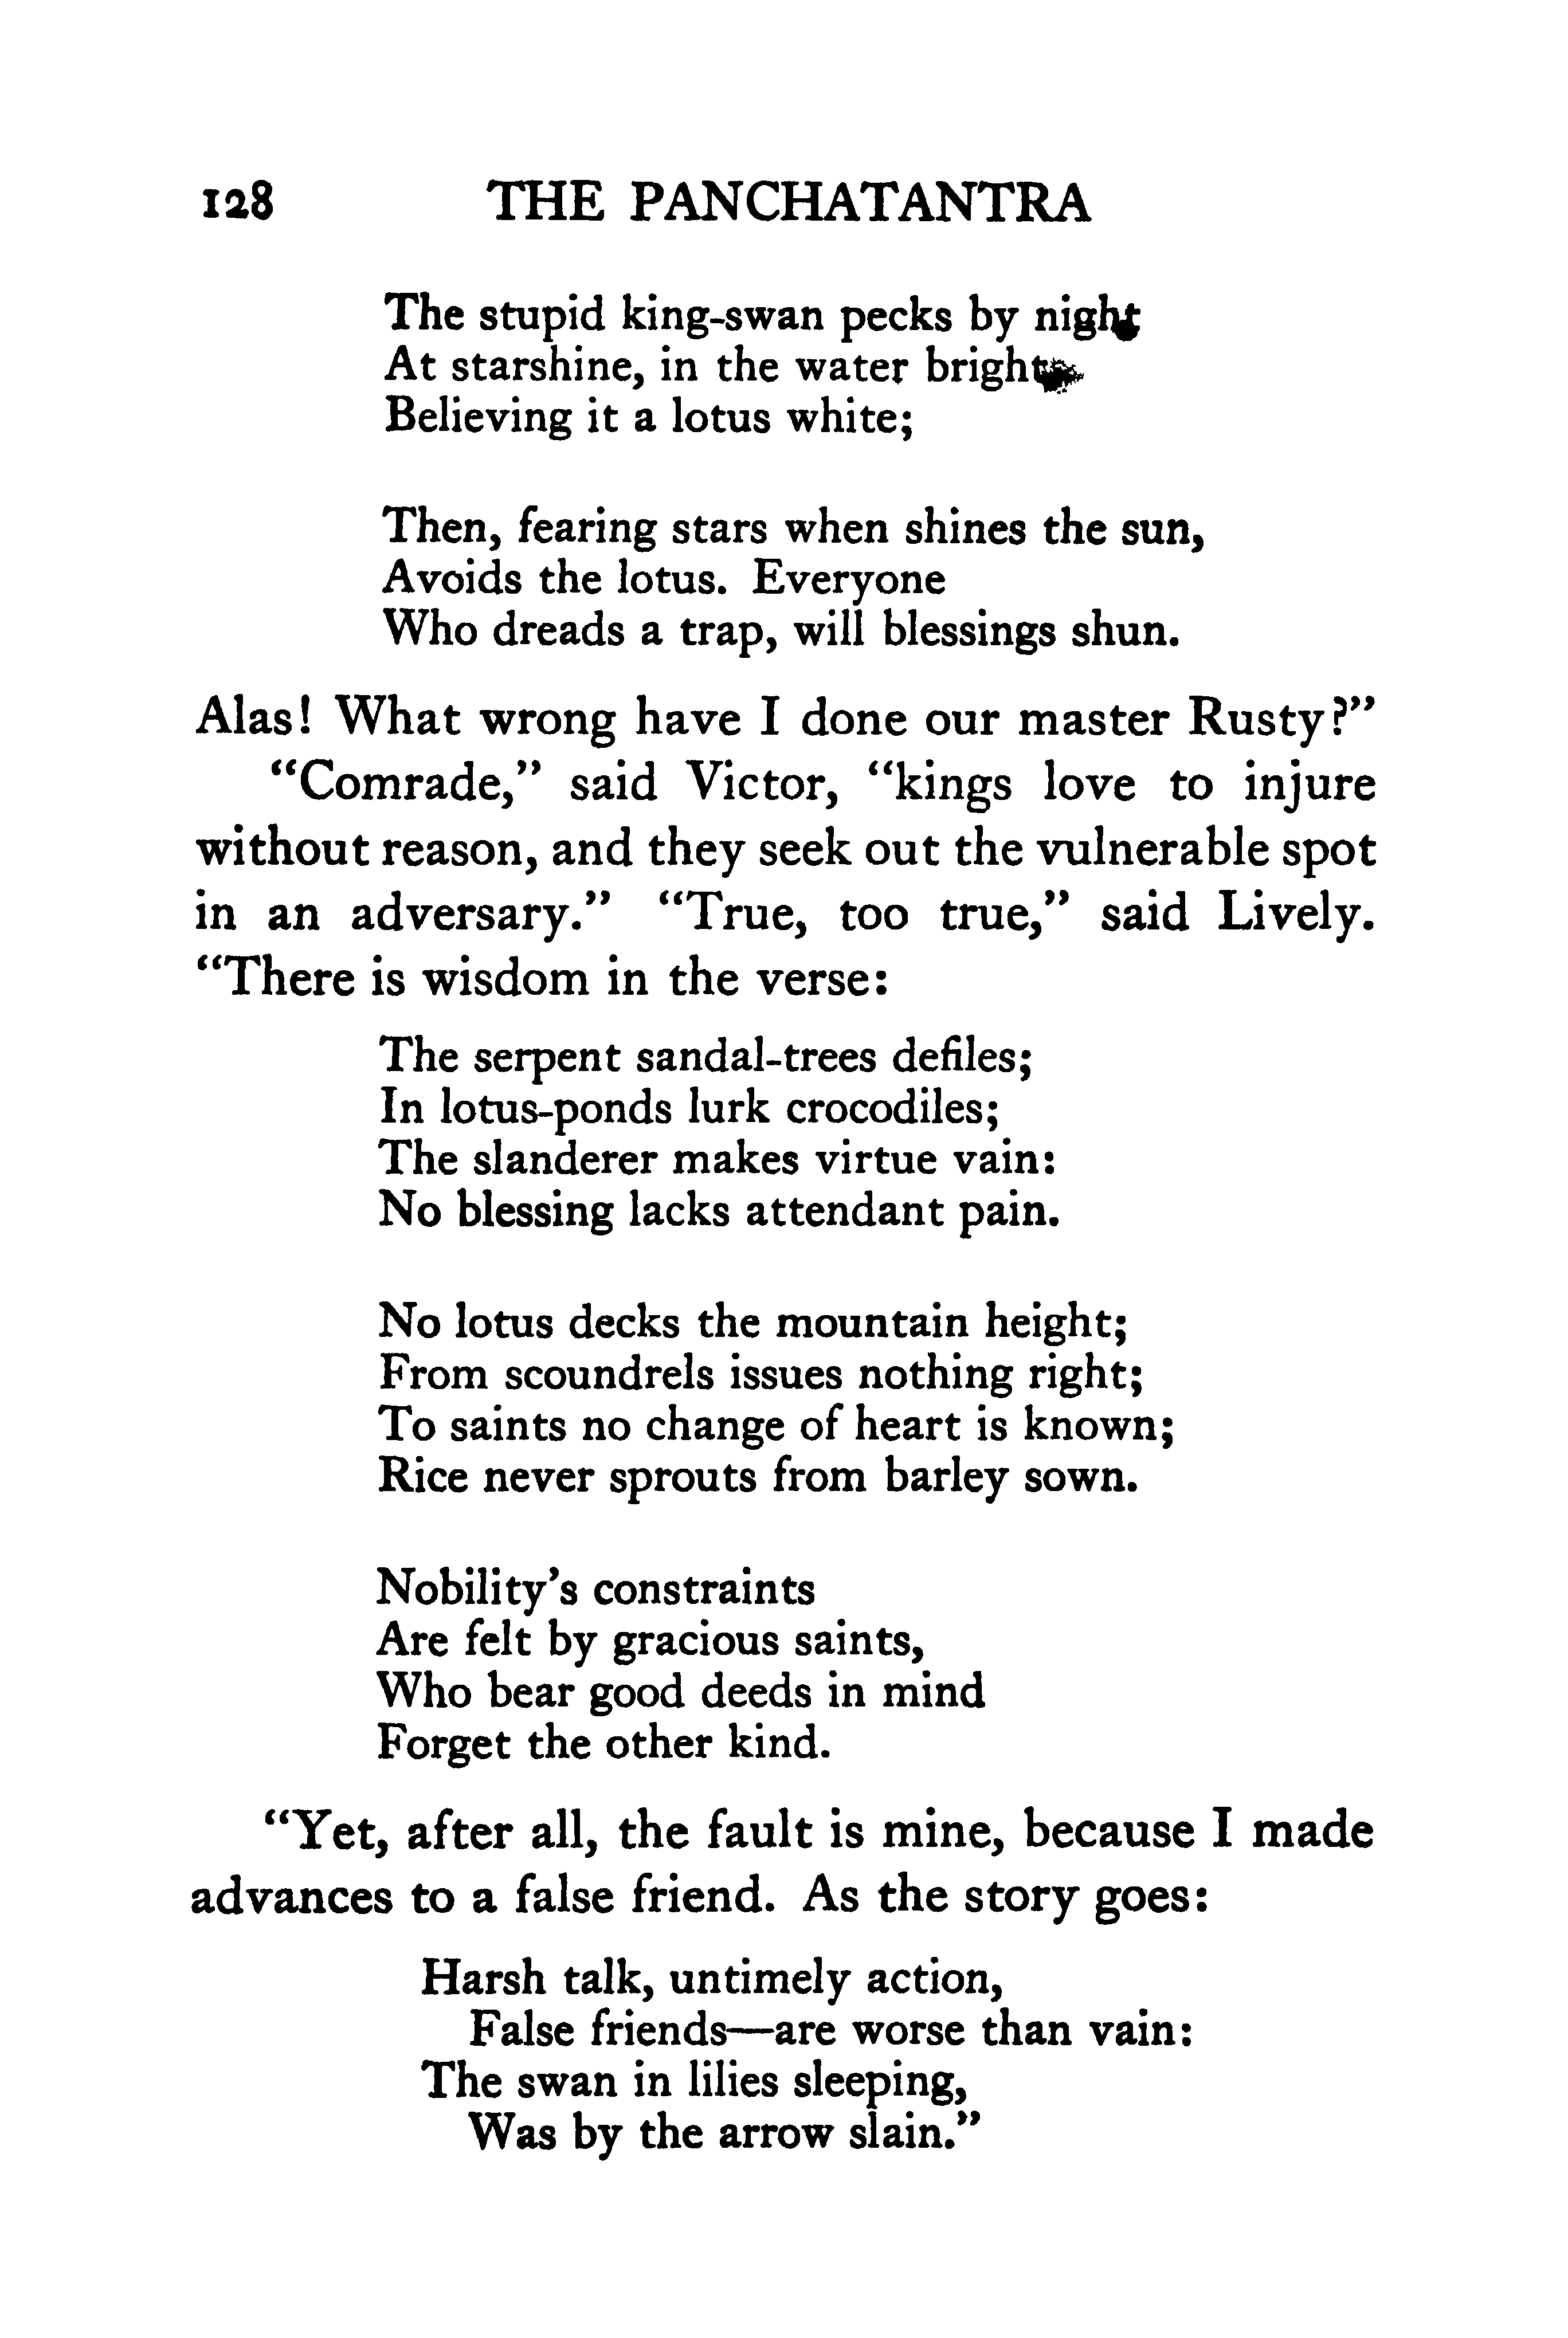 128 THE PANCHATANTRA
The stupid king-swan pecks by night
At starshine, in the water bright
Believing it a lotus white;
Then, fearing stars when shines the sun,
Avoids the lotus. Everyone
Who dreads a trap, will blessings shun.
Alas! What wrong have I done our master Rusty?”
“Comrade,” said Victor, “kings love to injure
without reason, and they seek out the vulnerable spot
in an adversary.” “True, too true,” said Lively.
“There is wisdom in the verse:
The serpent sandal-trees defiles;
In lotus-ponds lurk crocodiles;
The slanderer makes virtue vain:
No blessing lacks attendant pain.
No lotus decks the mountain height;
From scoundrels issues nothing right;
To saints no change of heart is known;
Rice never sprouts from barley sown.
Nobility’s constraints
Are felt by gracious saints,
Who bear good deeds in mind
Forget the other kind.
“Yet, after all, the fault is mine, because I made
advances to a false friend. As the story goes:
Harsh talk, untimely action,
False friends—are worse than vain:
The swan in lilies sleeping,
Was by the arrow slain.”